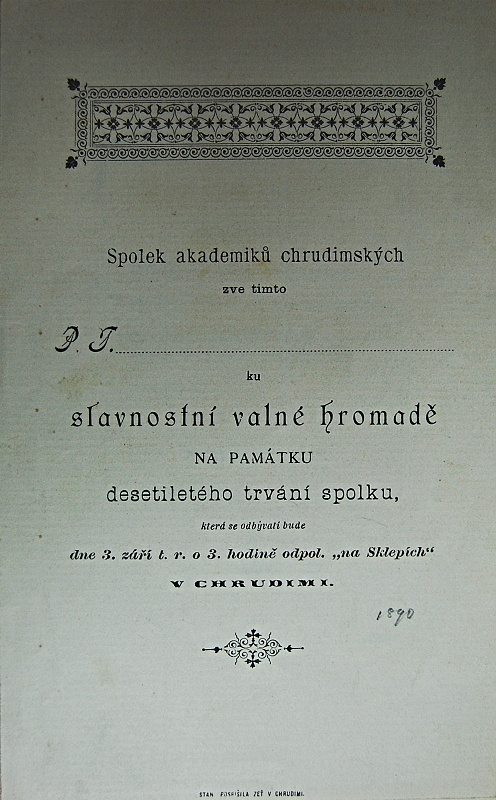 Spolek akademiků chrudimských
zve tímto
P. T.
ku
slavnostní valné hromadě
NA PAMÁTKU
desetiletého trvání spolku,
která se odbývati bude
dne 3. září t. r. o 3. hodině odpol. „na Sklepích“
V CHRUDIMI.
1890
STAN. POSPÍŠILA ZEŤ V CHRUDIMI.